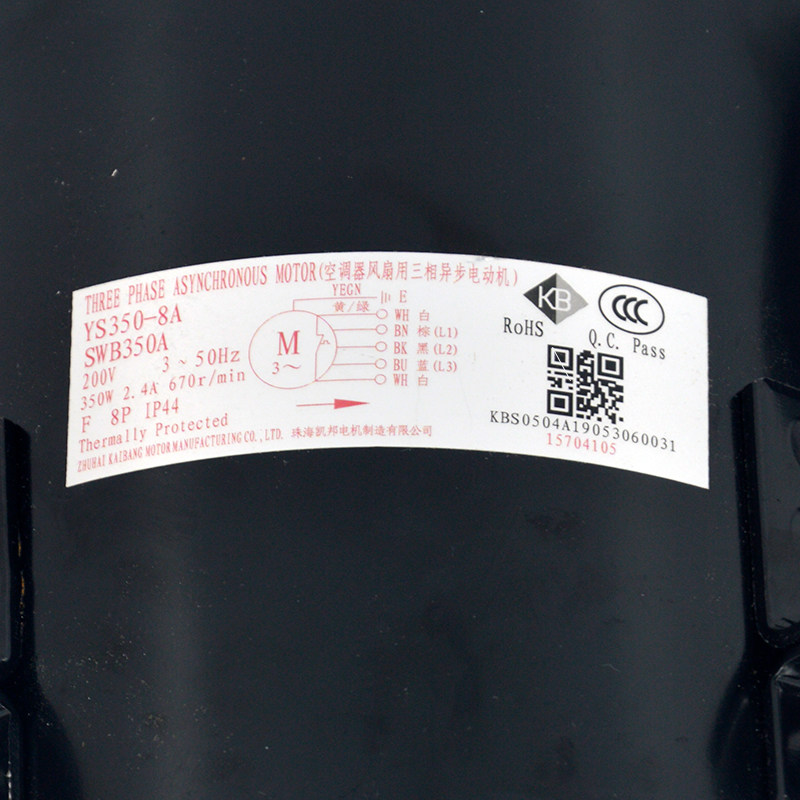 THREE PHASE ASYNCHRONOUS MOTOR(空调器风扇用三相异步电动机)
YS350-8A
SWB350A
200V 3~50Hz
350W 2.4A 670r/min
F 8P IP44
Thermally Protected
ZHUHAI KAIBANG MOTOR MANUFACTURING CO., LTD. 珠海凯邦电机制造有限公司
M
3~
YEGN
黄/绿
E
WH 白
BN 棕(L1)
BK 黑(L2)
BU 蓝(L3)
WH 白
KB
CCC
RoHS
Q.C. Pass
KBS0504A19053060031
15704105